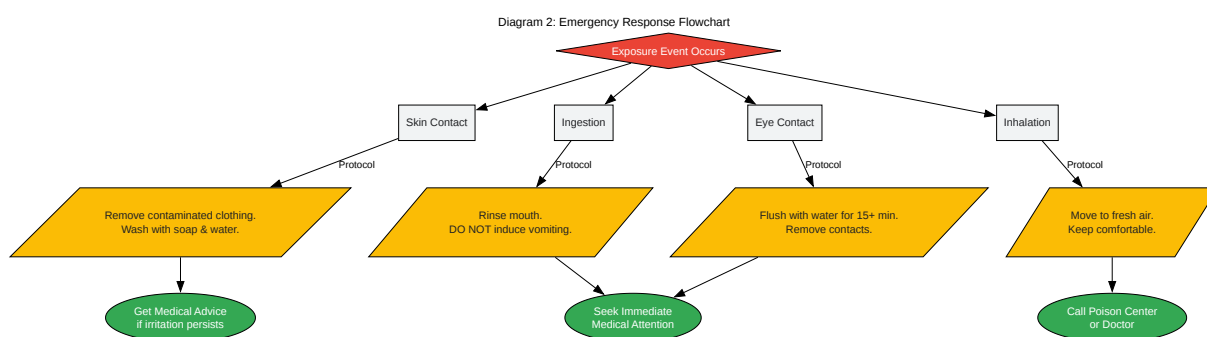 Diagram 2: Emergency Response Flowchart
Exposure Event Occurs
Skin Contact
Ingestion
Eye Contact
Inhalation
Protocol
Protocol
Protocol
Protocol
Remove contaminated clothing.
Wash with soap & water.
Rinse mouth.
DO NOT induce vomiting.
Flush with water for 15+ min.
Remove contacts.
Move to fresh air.
Keep comfortable.
Get Medical Advice
if irritation persists
Seek Immediate
Medical Attention
Call Poison Center
or Doctor